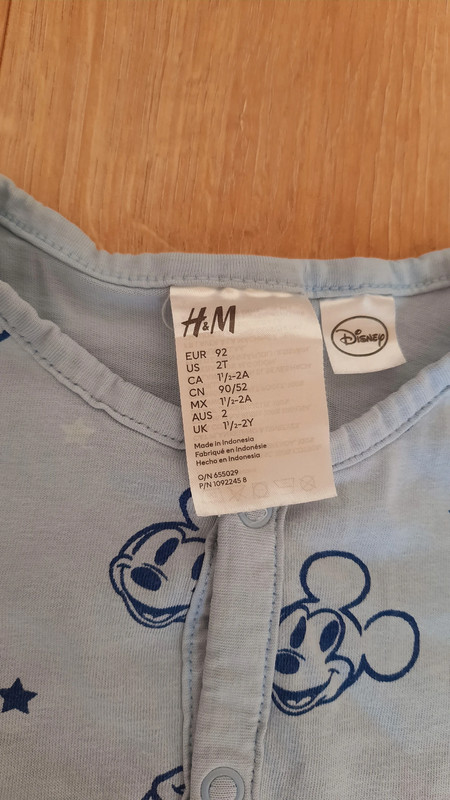 H&M
Disney
EUR 92
US 2T
CA 1½-2A
CN 90/52
MX 1½-2A
AUS 2
UK 1½-2Y
Made in Indonesia
Fabriqué en Indonésie
Hecho en Indonesia
O/N 655029
P/N 1092245 8